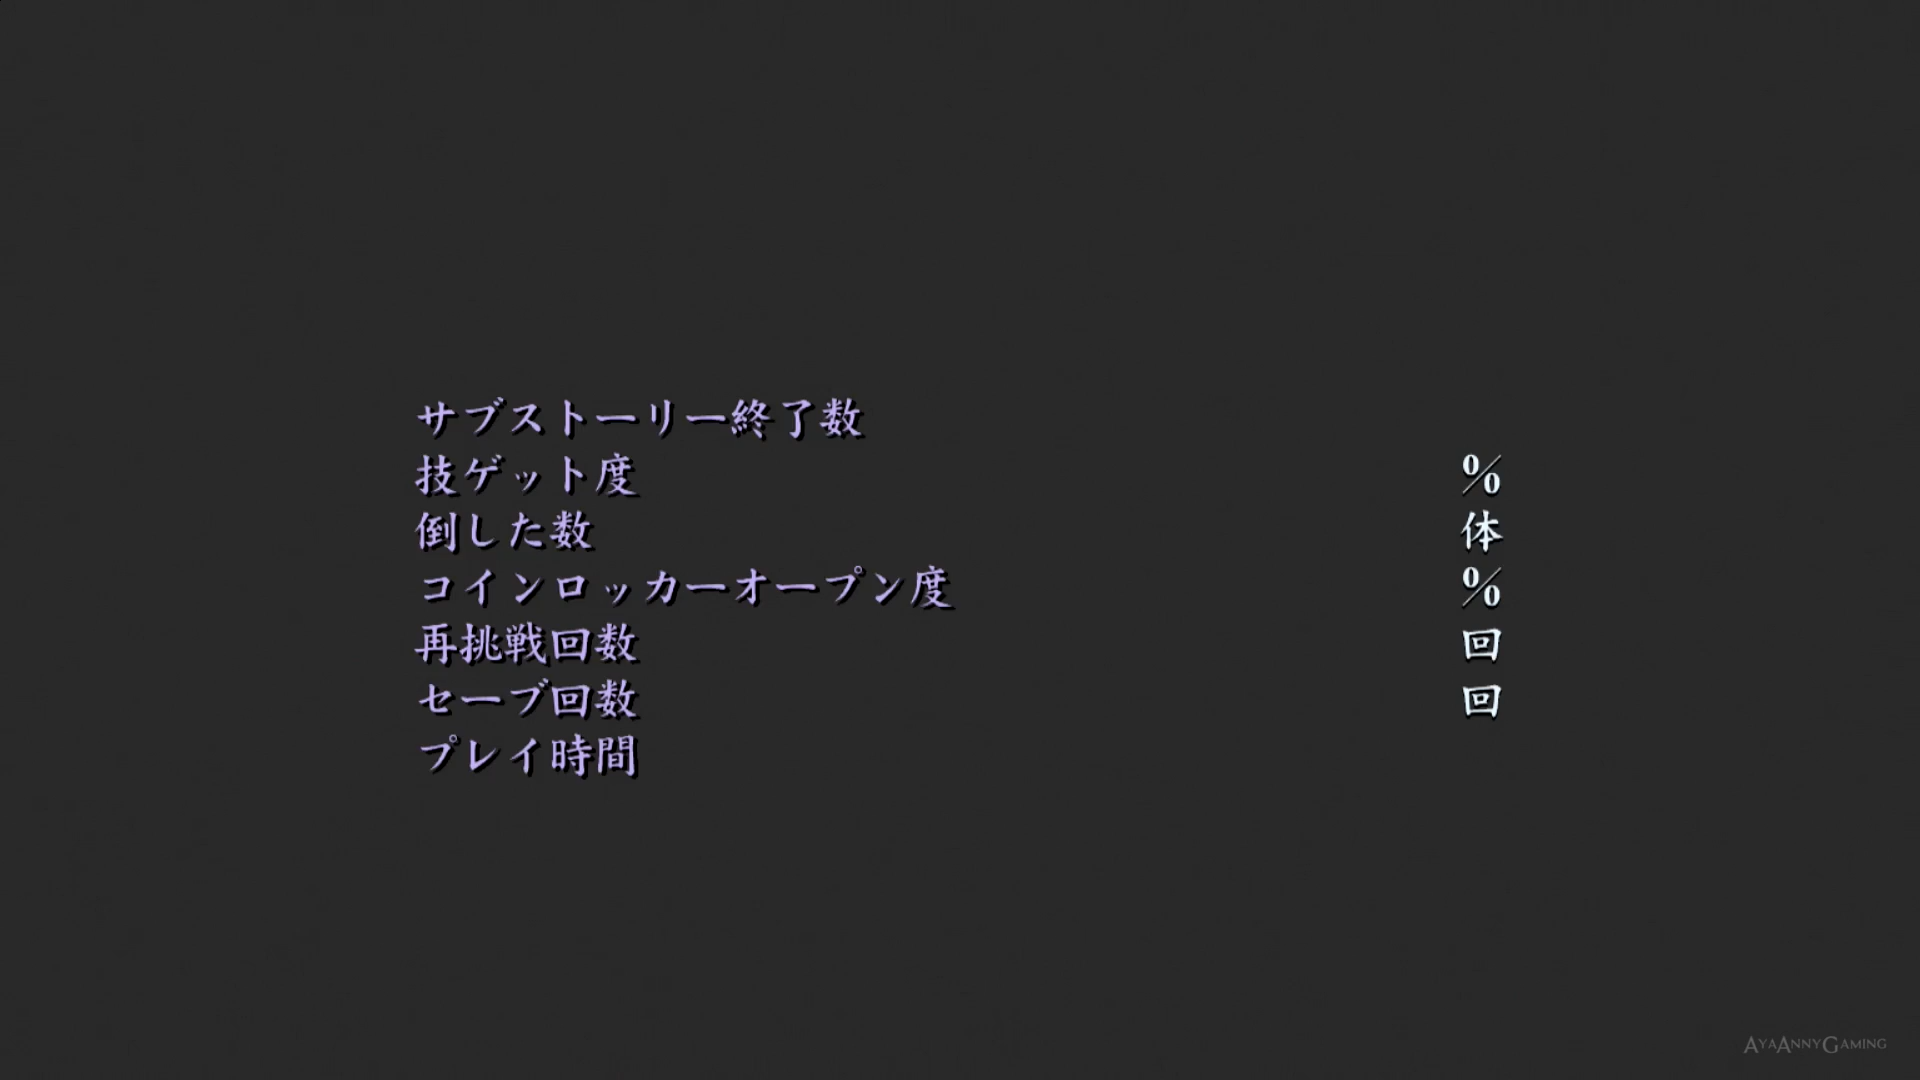 サブストーリー終了数
技ゲット度 %
倒した数 体
コインロッカーオープン度 %
再挑戦回数 回
セーブ回数 回
プレイ時間
AyaAnnyGaming